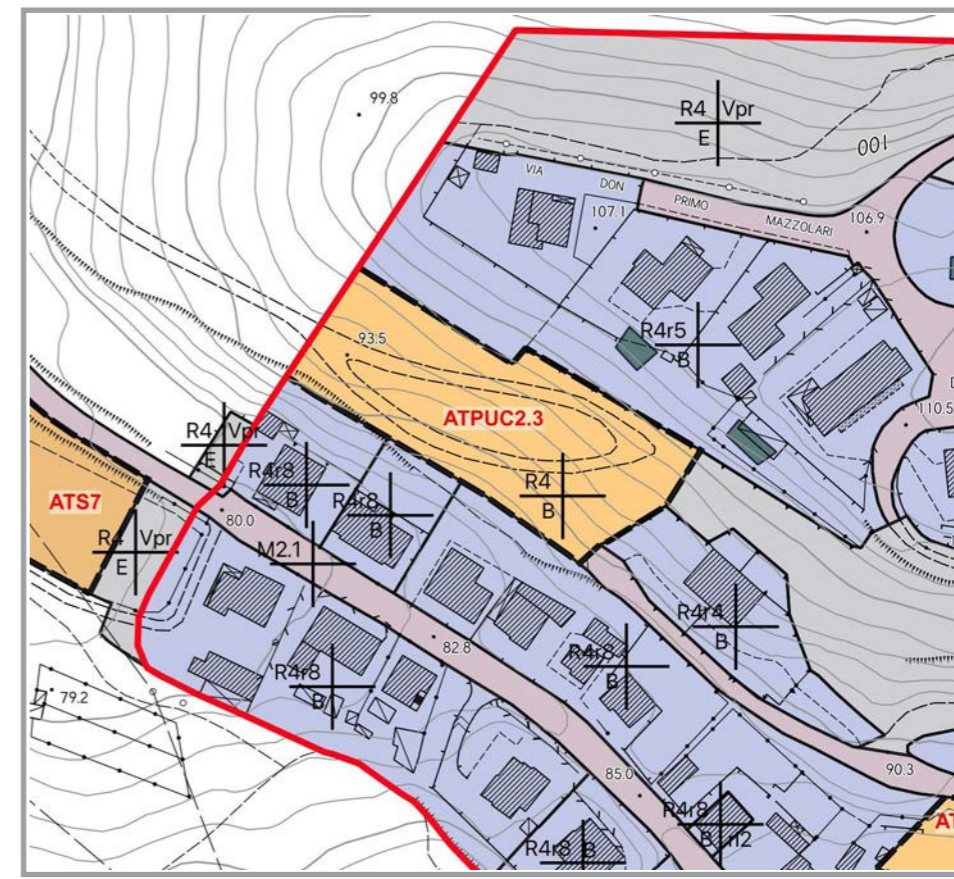 99.8
R4 Vpr
E
001
VIA DON PRIMO MAZZOLARI
107.1
106.9
R4r5
B
93.5
ATPUC2.3
110.5
R4 Vpr
E
R4r8
B
R4r8
B
R4
B
ATS7
80.0
R4 Vpr
E
M2.1
R4r4
B
82.8
R4r8
B
R4r8
B
79.2
85.0
90.3
R4r8
B n2
AT
R4r8 B